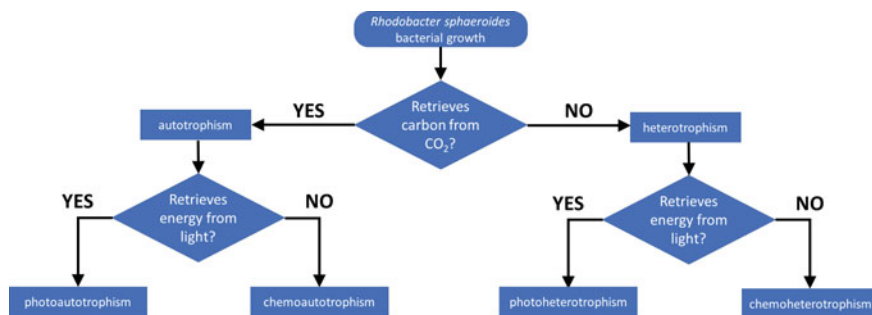 Rhodobacter sphaeroides
bacterial growth
YES
Retrieves
carbon from
CO₂?
NO
autotrophism
heterotrophism
YES
Retrieves
energy from
light?
NO
YES
Retrieves
energy from
light?
NO
photoautotrophism
chemoautotrophism
photoheterotrophism
chemoheterotrophism